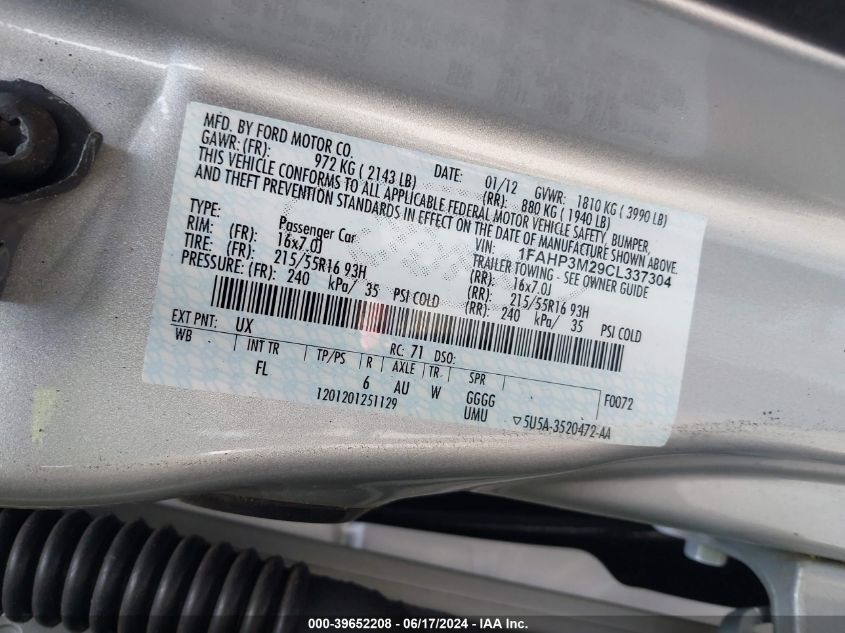 MFD. BY FORD MOTOR CO.
DATE: 01/12 GVWR: 1810 KG ( 3990 LB)
GAWR: (FR): 972 KG ( 2143 LB) (RR): 880 KG ( 1940 LB)
THIS VEHICLE CONFORMS TO ALL APPLICABLE FEDERAL MOTOR VEHICLE SAFETY, BUMPER,
AND THEFT PREVENTION STANDARDS IN EFFECT ON THE DATE OF MANUFACTURE SHOWN ABOVE.
VIN: 1FAHP3M29CL337304
TYPE: Passenger Car TRAILER TOWING - SEE OWNER GUIDE
RIM: (FR): 16x7.0J (RR): 16x7.0J
TIRE: (FR): 215/55R16 93H (RR): 215/55R16 93H
PRESSURE: (FR): 240 kPa/ 35 PSI COLD (RR): 240 kPa/ 35 PSI COLD
EXT PNT: UX RC: 71 DSO:
WB INT TR TP/PS R AXLE TR SPR
FL 6 AU W GGGG F0072
UMU
1201201251129 ▽5U5A-3520472-AA
000-39652208 - 06/17/2024 - IAA Inc.